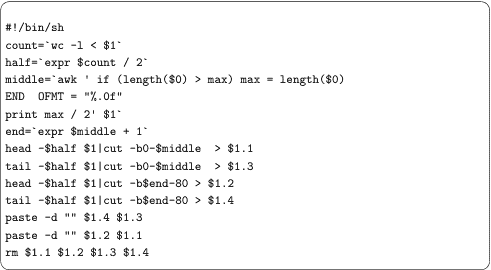 #!/bin/sh
count=`wc -l < $1`
half=`expr $count / 2`
middle=`awk ' if (length($0) > max) max = length($0)
END  OFMT = "%.0f"
print max / 2' $1`
end=`expr $middle + 1`
head -$half $1|cut -b0-$middle  > $1.1
tail -$half $1|cut -b0-$middle  > $1.3
head -$half $1|cut -b$end-80 > $1.2
tail -$half $1|cut -b$end-80 > $1.4
paste -d "" $1.4 $1.3
paste -d "" $1.2 $1.1
rm $1.1 $1.2 $1.3 $1.4